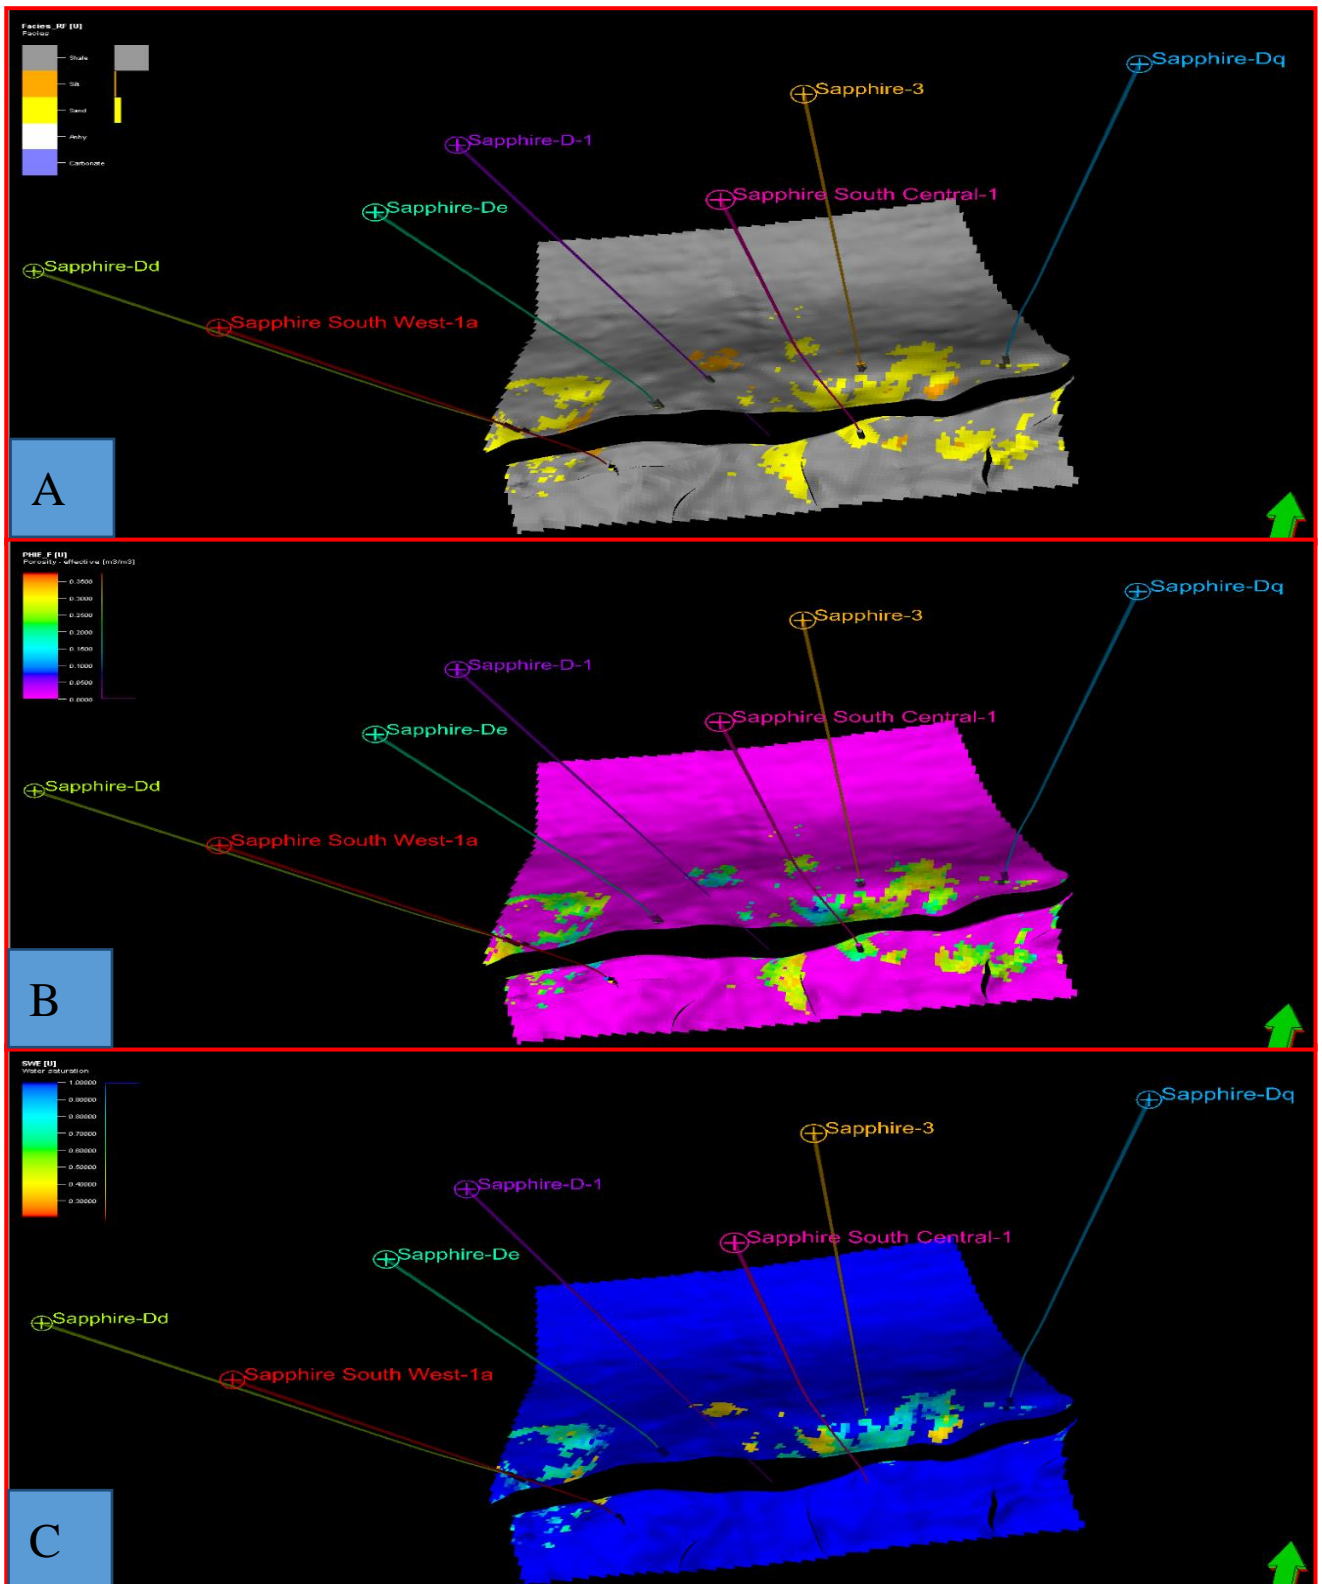 Facies_RF [U]
Facies
Shale
Silt
Sand
Anhy
Carbonate
Sapphire-Dq
Sapphire-3
Sapphire-D-1
Sapphire South Central-1
Sapphire-De
Sapphire-Dd
Sapphire South West-1a
A
PHIE_F [U]
Porosity - effective [m3/m3]
0.3500
0.3000
0.2500
0.2000
0.1500
0.1000
0.0500
0.0000
Sapphire-Dq
Sapphire-3
Sapphire-D-1
Sapphire South Central-1
Sapphire-De
Sapphire-Dd
Sapphire South West-1a
B
SWE [U]
Water saturation
1.00000
0.90000
0.80000
0.70000
0.60000
0.50000
0.40000
0.30000
Sapphire-Dq
Sapphire-3
Sapphire-D-1
Sapphire South Central-1
Sapphire-De
Sapphire-Dd
Sapphire South West-1a
C